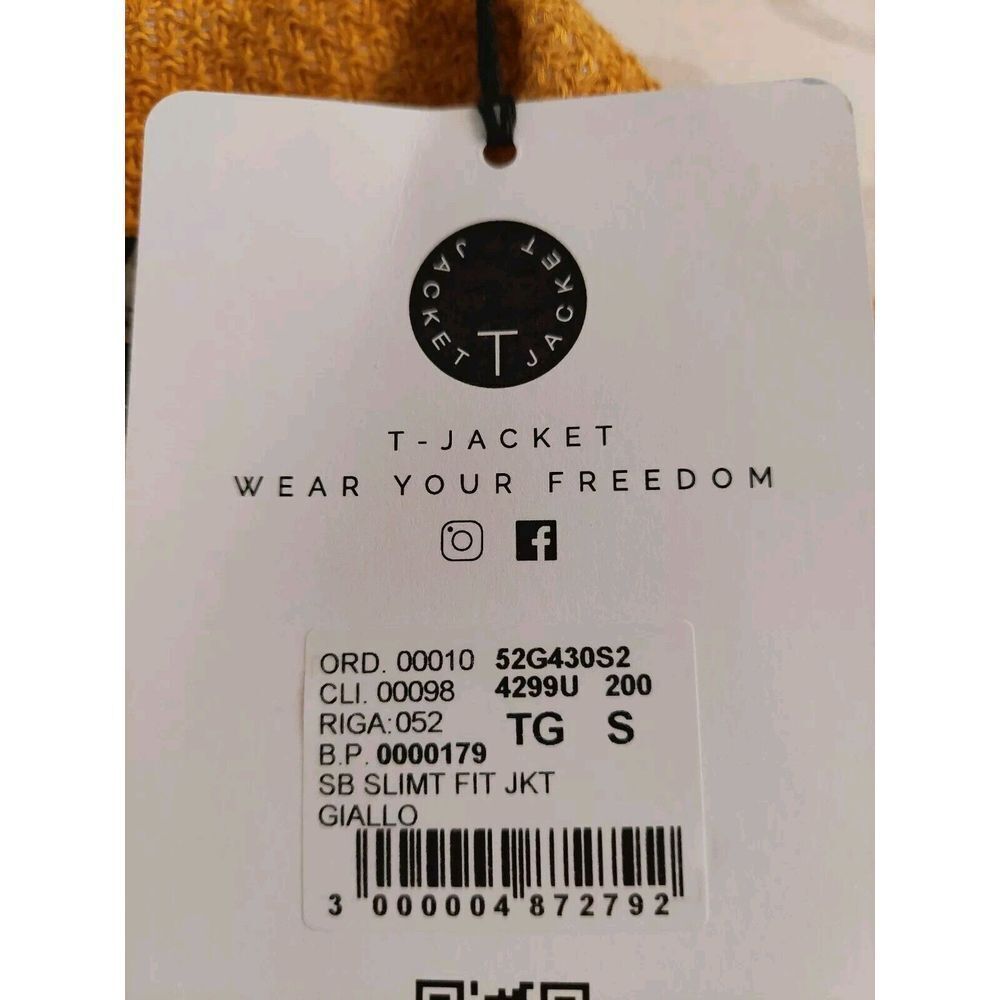 JACKET T JACKET
T-JACKET
WEAR YOUR FREEDOM
ORD. 00010 52G430S2
CLI. 00098 4299U 200
RIGA:052 TG S
B.P. 0000179
SB SLIMT FIT JKT
GIALLO
3 000004 872792